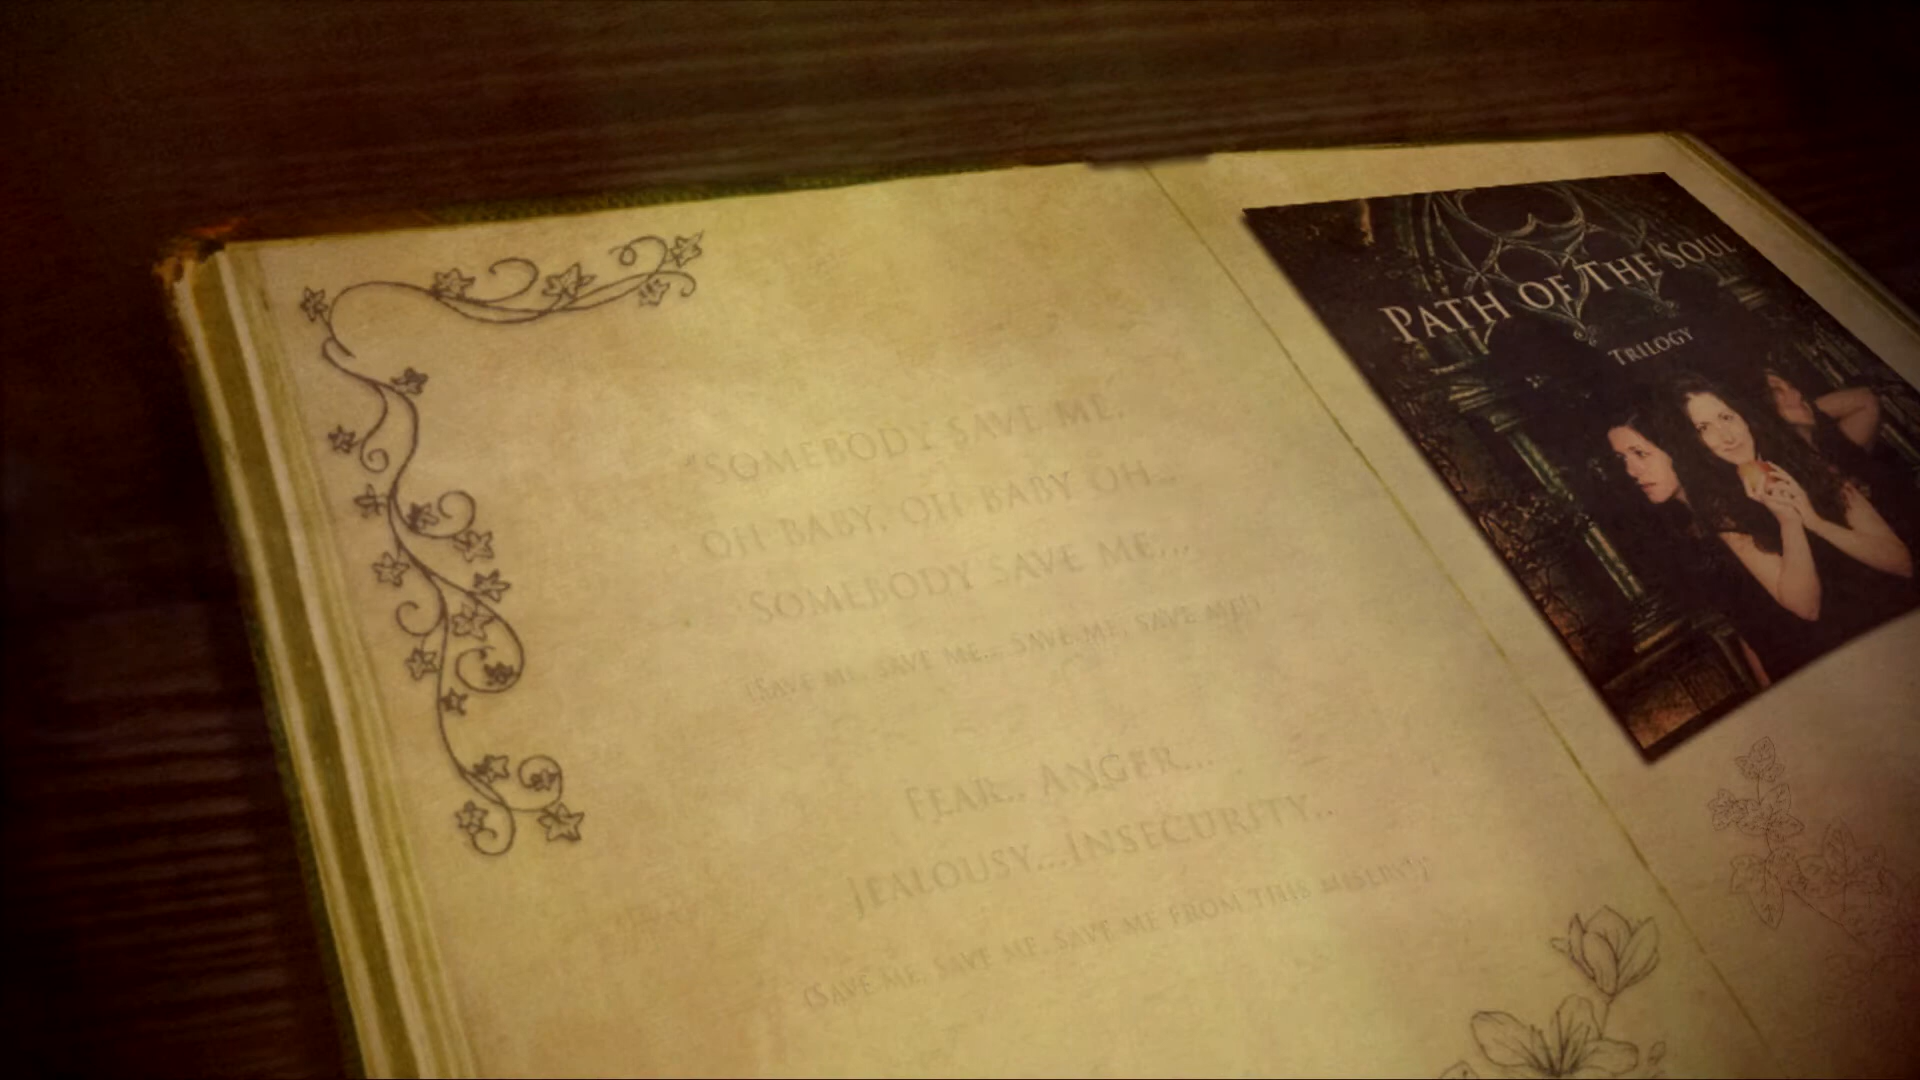 "Somebody save me,
Oh baby, oh baby oh...
Somebody save me...
(Save me, save me... save me, save me!)
Fear.. Anger...
Jealousy....Insecurity..
(Save me, save me, save me from this misery")
Path of The Soul
Trilogy